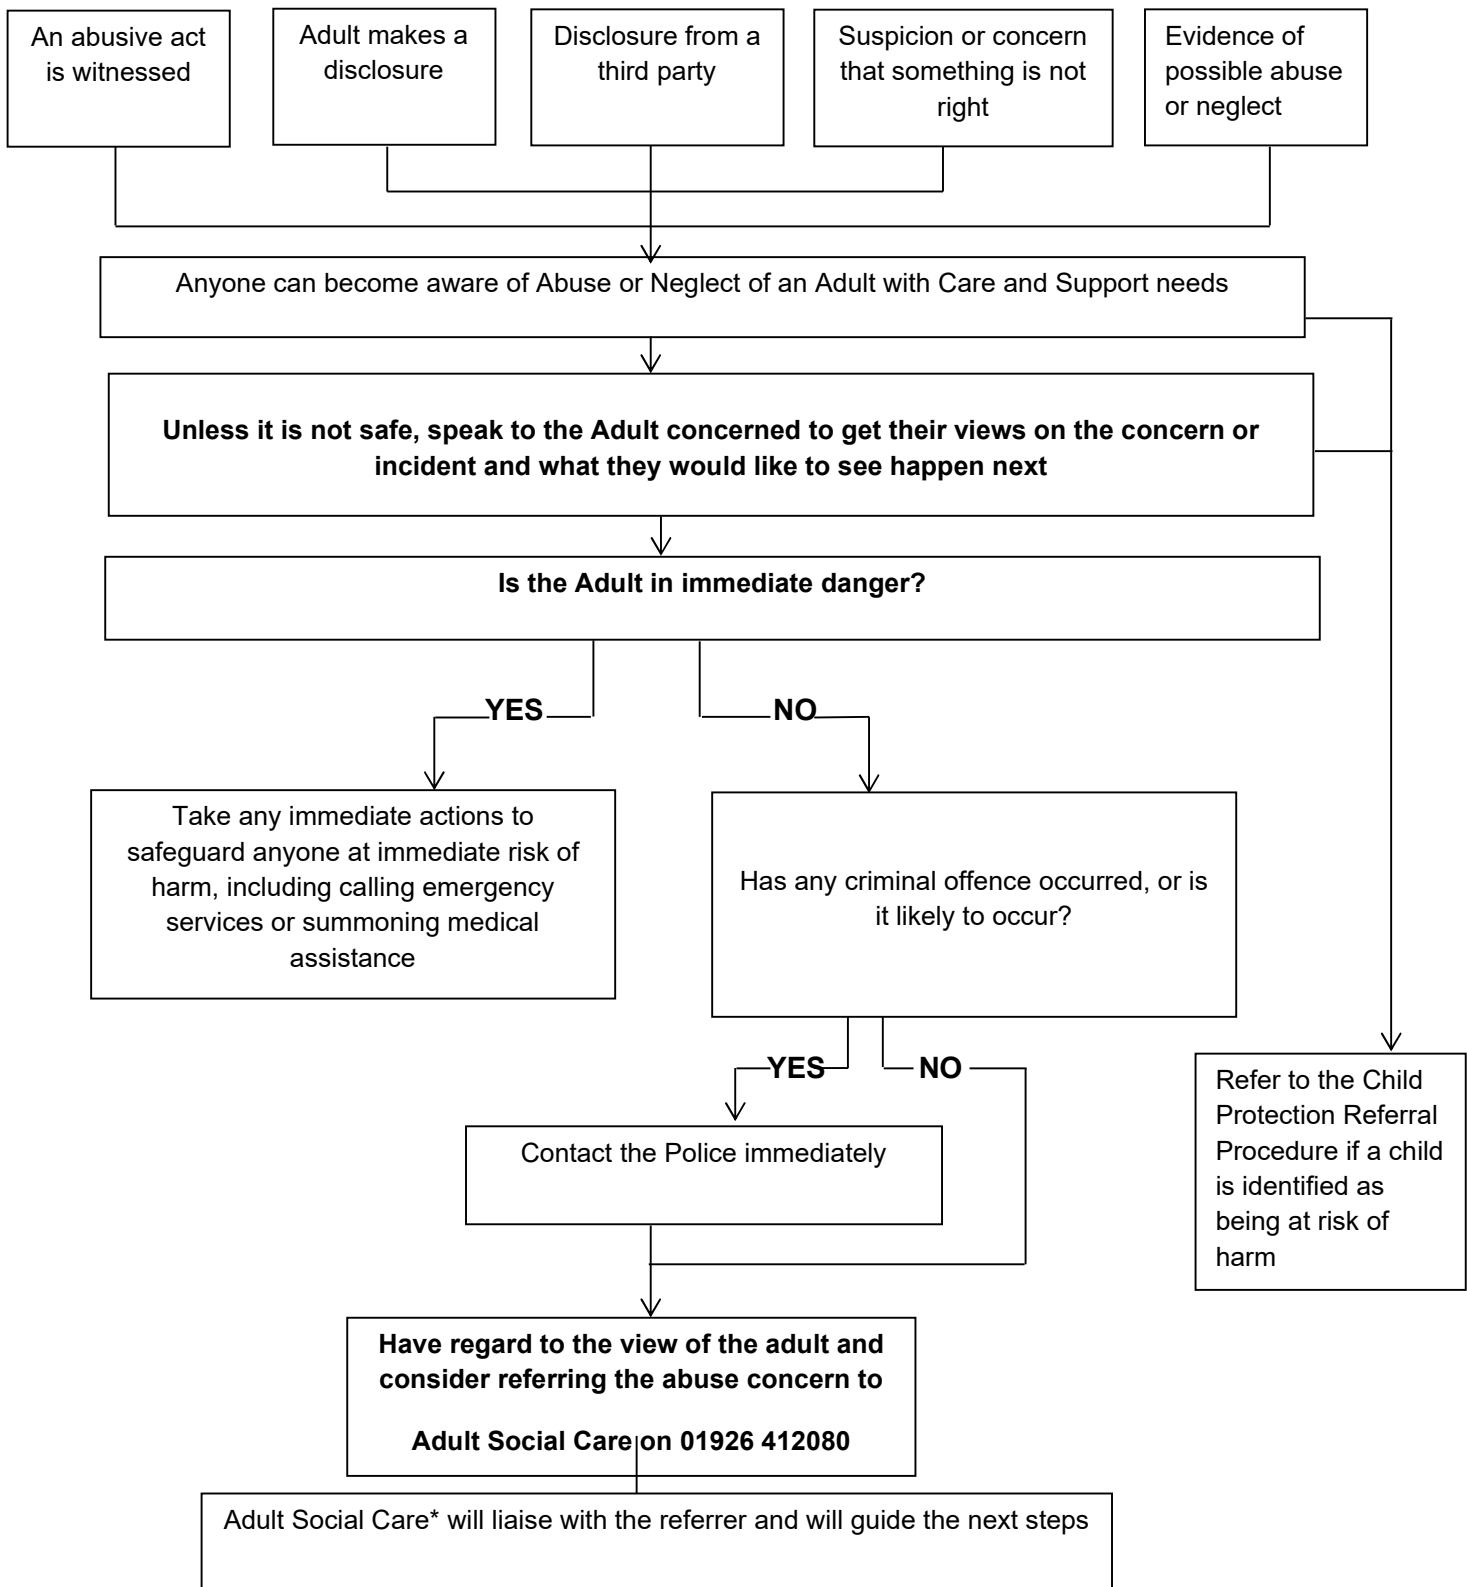 An abusive act
is witnessed
Adult makes a
disclosure
Disclosure from a
third party
Suspicion or concern
that something is not
right
Evidence of
possible abuse
or neglect
Anyone can become aware of Abuse or Neglect of an Adult with Care and Support needs
Unless it is not safe, speak to the Adult concerned to get their views on the concern or
incident and what they would like to see happen next
Is the Adult in immediate danger?
YES
NO
Take any immediate actions to
safeguard anyone at immediate risk of
harm, including calling emergency
services or summoning medical
assistance
Has any criminal offence occurred, or is
it likely to occur?
YES
NO
Contact the Police immediately
Refer to the Child
Protection Referral
Procedure if a child
is identified as
being at risk of
harm
Have regard to the view of the adult and
consider referring the abuse concern to
Adult Social Care on 01926 412080
Adult Social Care* will liaise with the referrer and will guide the next steps